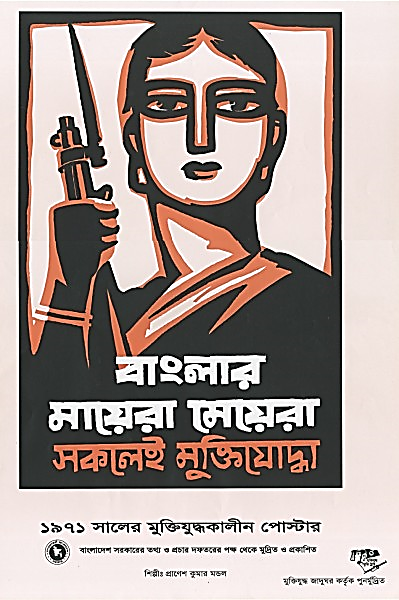 বাংলার
মায়েরা মেয়েরা
সকলেই মুক্তিযোদ্ধা
১৯৭১ সালের মুক্তিযুদ্ধকালীন পোস্টার
বাংলাদেশ সরকারের তথ্য ও প্রচার দফতরের পক্ষ থেকে মুদ্রিত ও প্রকাশিত
শিল্পীঃ প্রাণেশ কুমার মন্ডল
মুক্তিযুদ্ধ জাদুঘর কর্তৃক পুনর্মুদ্রিত